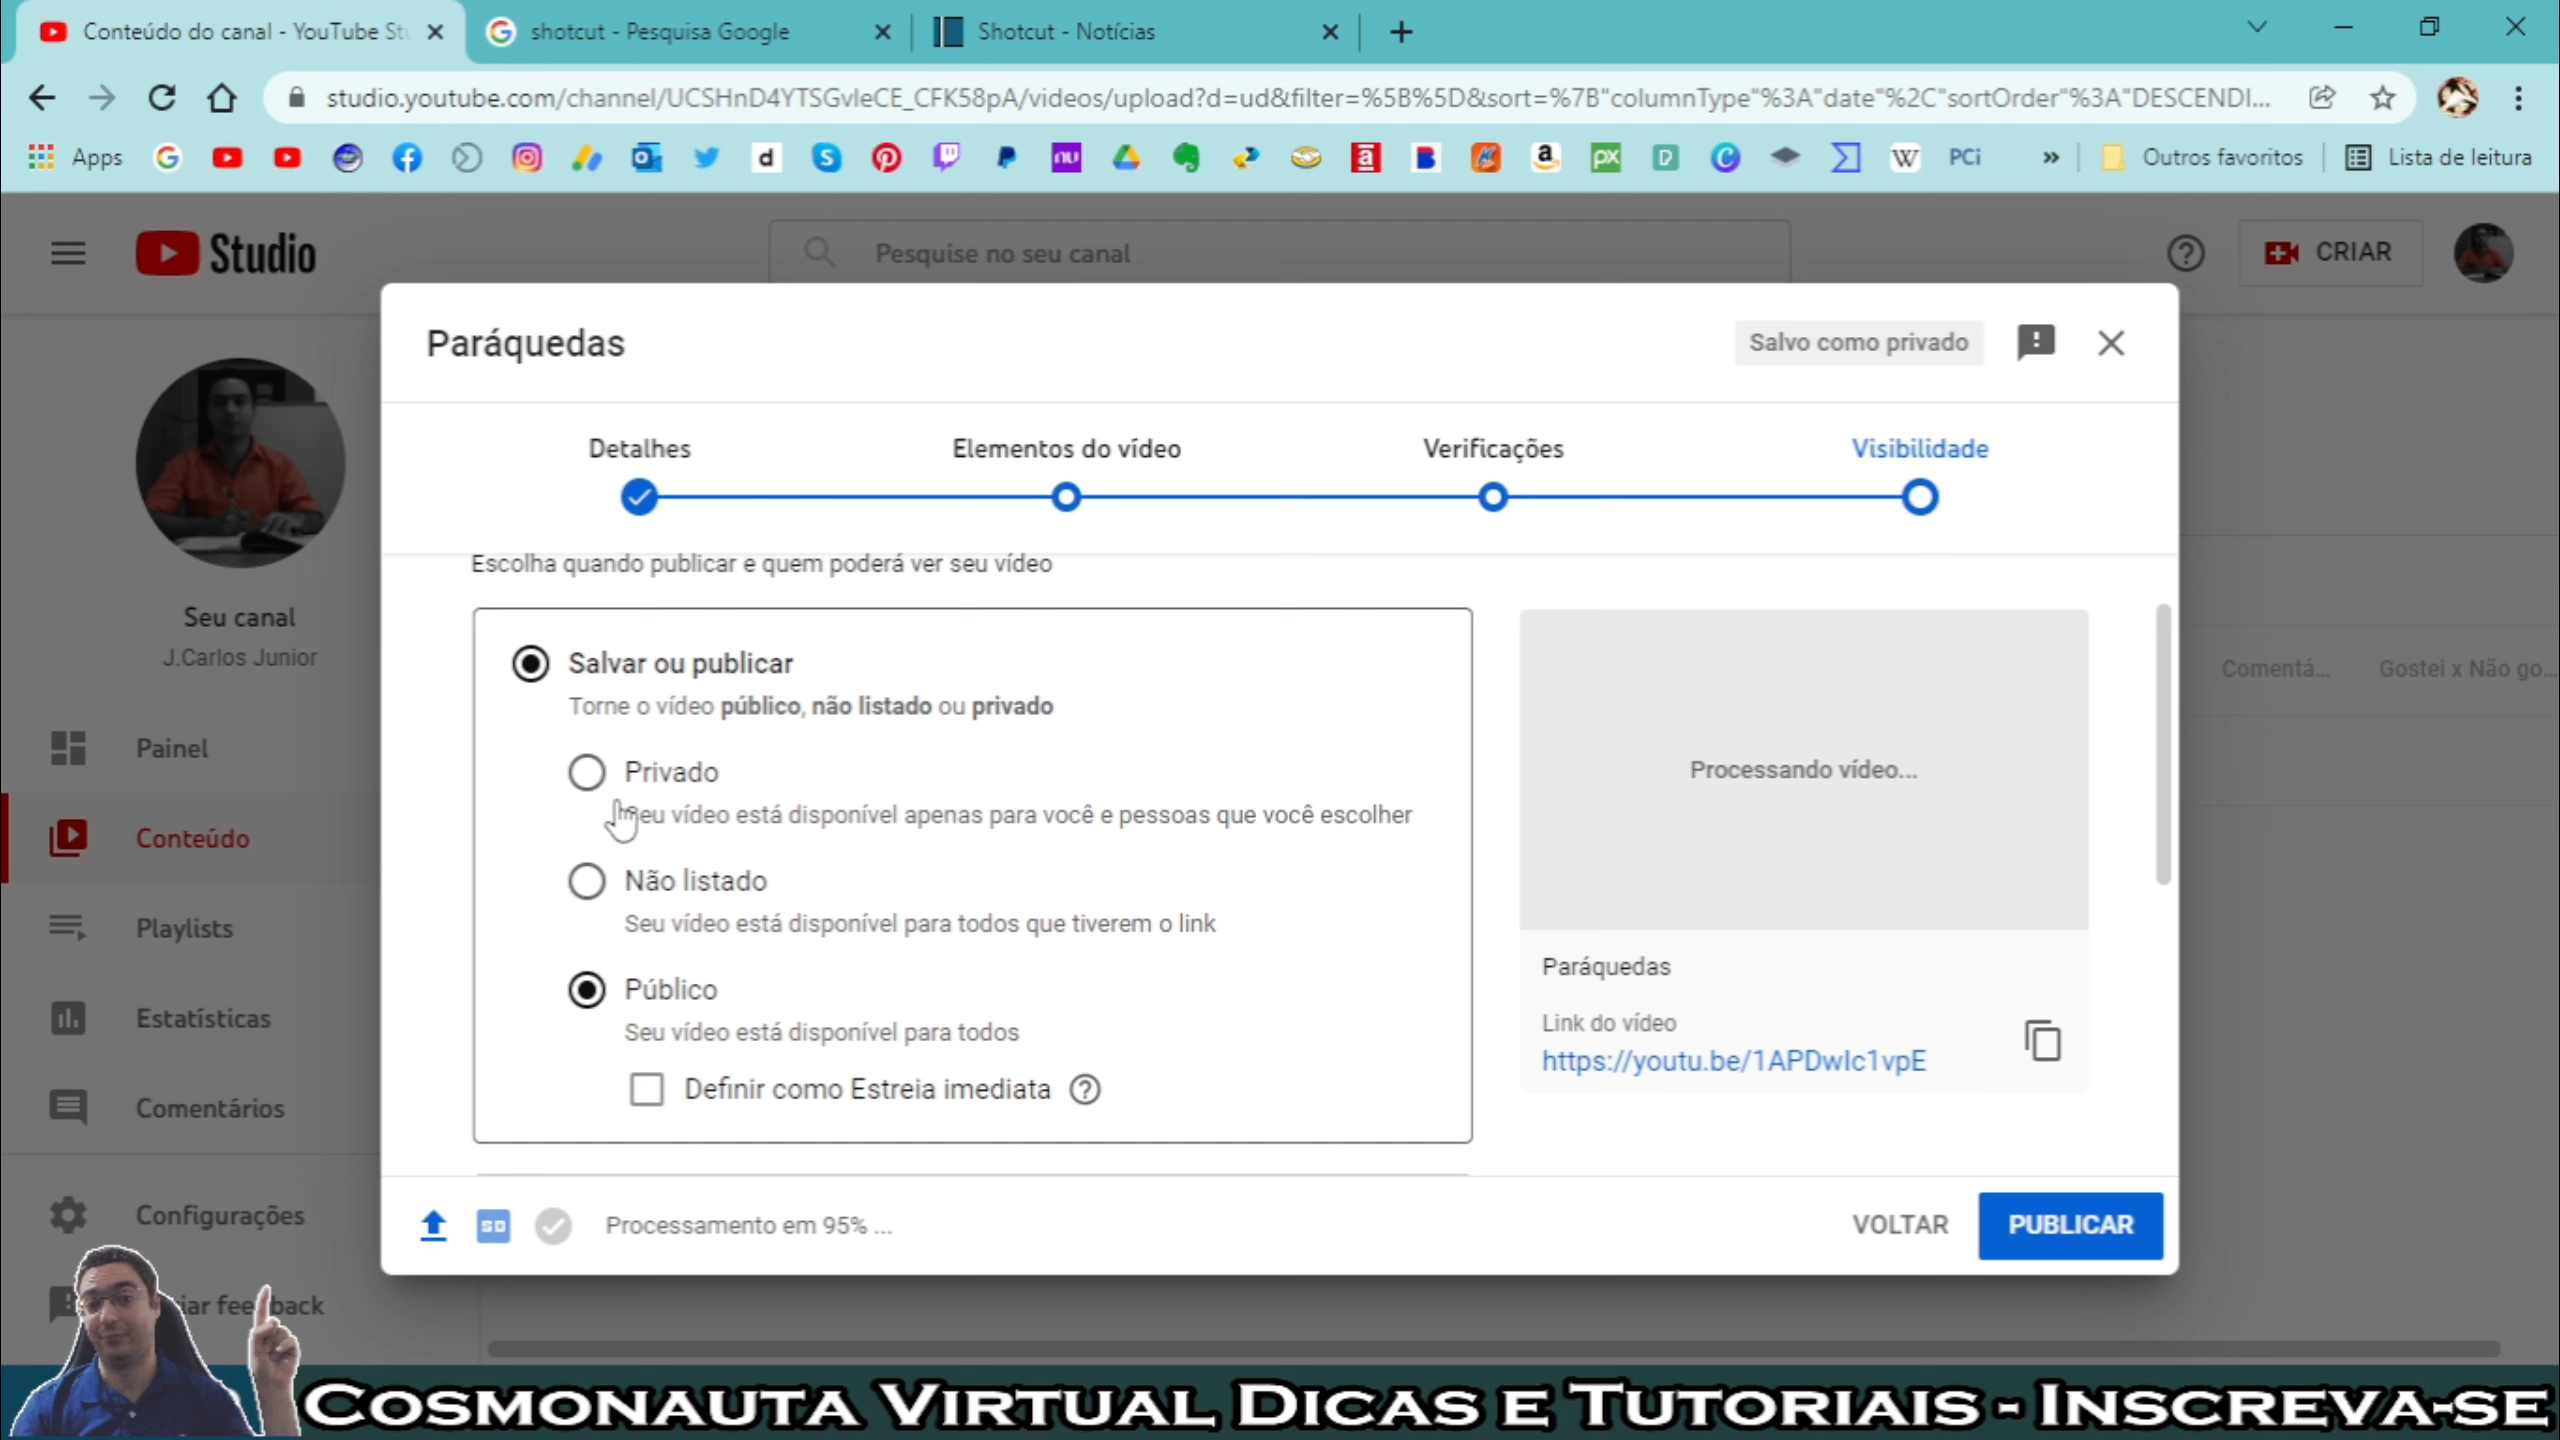 Conteúdo do canal - YouTube St
shotcut - Pesquisa Google
Shotcut - Notícias
studio.youtube.com/channel/UCSHnD4YTSGvleCE_CFK58pA/videos/upload?d=ud&filter=%5B%5D&sort=%7B"columnType"%3A"date"%2C"sortOrder"%3A"DESCENDI...
Apps
PCi
»
Outros favoritos
Lista de leitura
Studio
Pesquise no seu canal
CRIAR
Paráquedas
Salvo como privado
Detalhes
Elementos do vídeo
Verificações
Visibilidade
Escolha quando publicar e quem poderá ver seu vídeo
Seu canal
J.Carlos Junior
Salvar ou publicar
Torne o vídeo público, não listado ou privado
Privado
eu vídeo está disponível apenas para você e pessoas que você escolher
Não listado
Seu vídeo está disponível para todos que tiverem o link
Público
Seu vídeo está disponível para todos
Definir como Estreia imediata
Processando vídeo...
Paráquedas
Link do vídeo
https://youtu.be/1APDwIc1vpE
Comentá...
Gostei x Não go...
Painel
Conteúdo
Playlists
Estatísticas
Comentários
Configurações
iar feedback
SD
Processamento em 95% ...
VOLTAR
PUBLICAR
Cosmonauta Virtual Dicas e Tutoriais - Inscreva-se